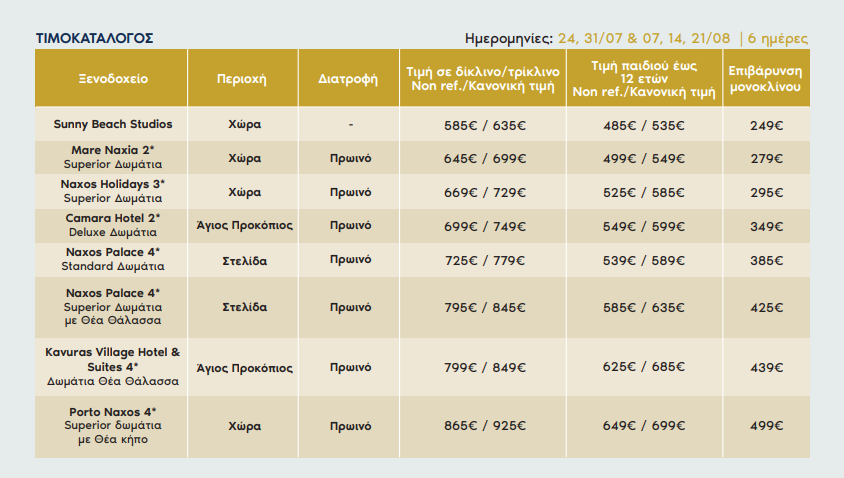 ΤΙΜΟΚΑΤΑΛΟΓΟΣ Ημερομηνίες: 24, 31/07 & 07, 14, 21/08 | 6 ημέρες
Ξενοδοχείο Περιοχή Διατροφή Τιμή σε δίκλινο/τρίκλινο Non ref./Κανονική τιμή Τιμή παιδιού έως 12 ετών Non ref./Κανονική τιμή Επιβάρυνση μονοκλίνου
Sunny Beach Studios Χώρα - 585€ / 635€ 485€ / 535€ 249€
Mare Naxia 2*
Superior Δωμάτια Χώρα Πρωινό 645€ / 699€ 499€ / 549€ 279€
Naxos Holidays 3*
Superior Δωμάτια Χώρα Πρωινό 669€ / 729€ 525€ / 585€ 295€
Camara Hotel 2*
Deluxe Δωμάτια Άγιος Προκόπιος Πρωινό 699€ / 749€ 549€ / 599€ 349€
Naxos Palace 4*
Standard Δωμάτια Στελίδα Πρωινό 725€ / 779€ 539€ / 589€ 385€
Naxos Palace 4*
Superior Δωμάτια Στελίδα Πρωινό 795€ / 845€ 585€ / 635€ 425€
με Θέα Θάλασσα
Kavuras Village Hotel &
Suites 4* Άγιος Προκόπιος Πρωινό 799€ / 849€ 625€ / 685€ 439€
Δωμάτια Θέα Θάλασσα
Porto Naxos 4*
Superior δωμάτια Χώρα Πρωινό 865€ / 925€ 649€ / 699€ 499€
με Θέα κήπο